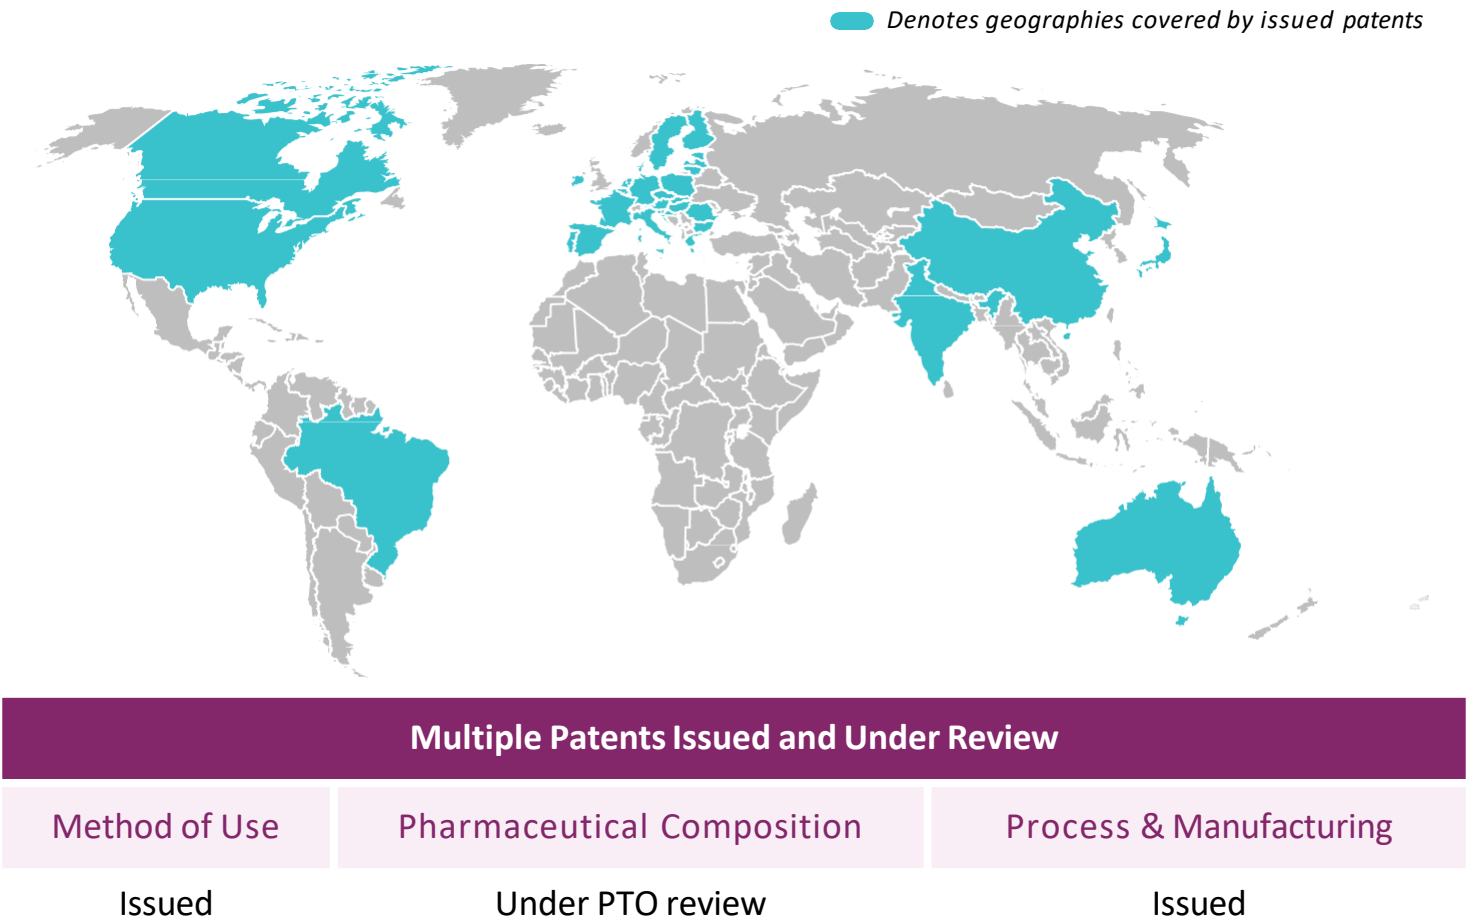 Denotes geographies covered by issued patents
Multiple Patents Issued and Under Review
Method of Use
Pharmaceutical Composition
Process & Manufacturing
Issued
Under PTO review
Issued